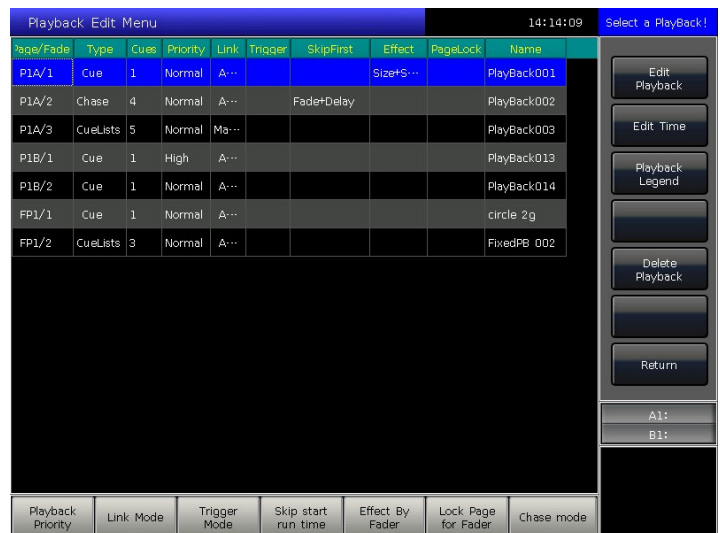 Playback Edit Menu 14:14:09 Select a PlayBack!
Page/Fade Type Cues Priority Link Trigger SkipFirst Effect PageLock Name
P1A/1 Cue 1 Normal A··· Size+S··· PlayBack001
P1A/2 Chase 4 Normal A··· Fade+Delay PlayBack002
P1A/3 CueLists 5 Normal Ma··· PlayBack003
P1B/1 Cue 1 High A··· PlayBack013
P1B/2 Cue 1 Normal A··· PlayBack014
FP1/1 Cue 1 Normal A··· circle 2g
FP1/2 CueLists 3 Normal A··· FixedPB 002
Edit
Playback
Edit Time
Playback
Legend
Delete
Playback
Return
A1:
B1:
Playback
Priority
Link Mode
Trigger
Mode
Skip start
run time
Effect By
Fader
Lock Page
for Fader
Chase mode